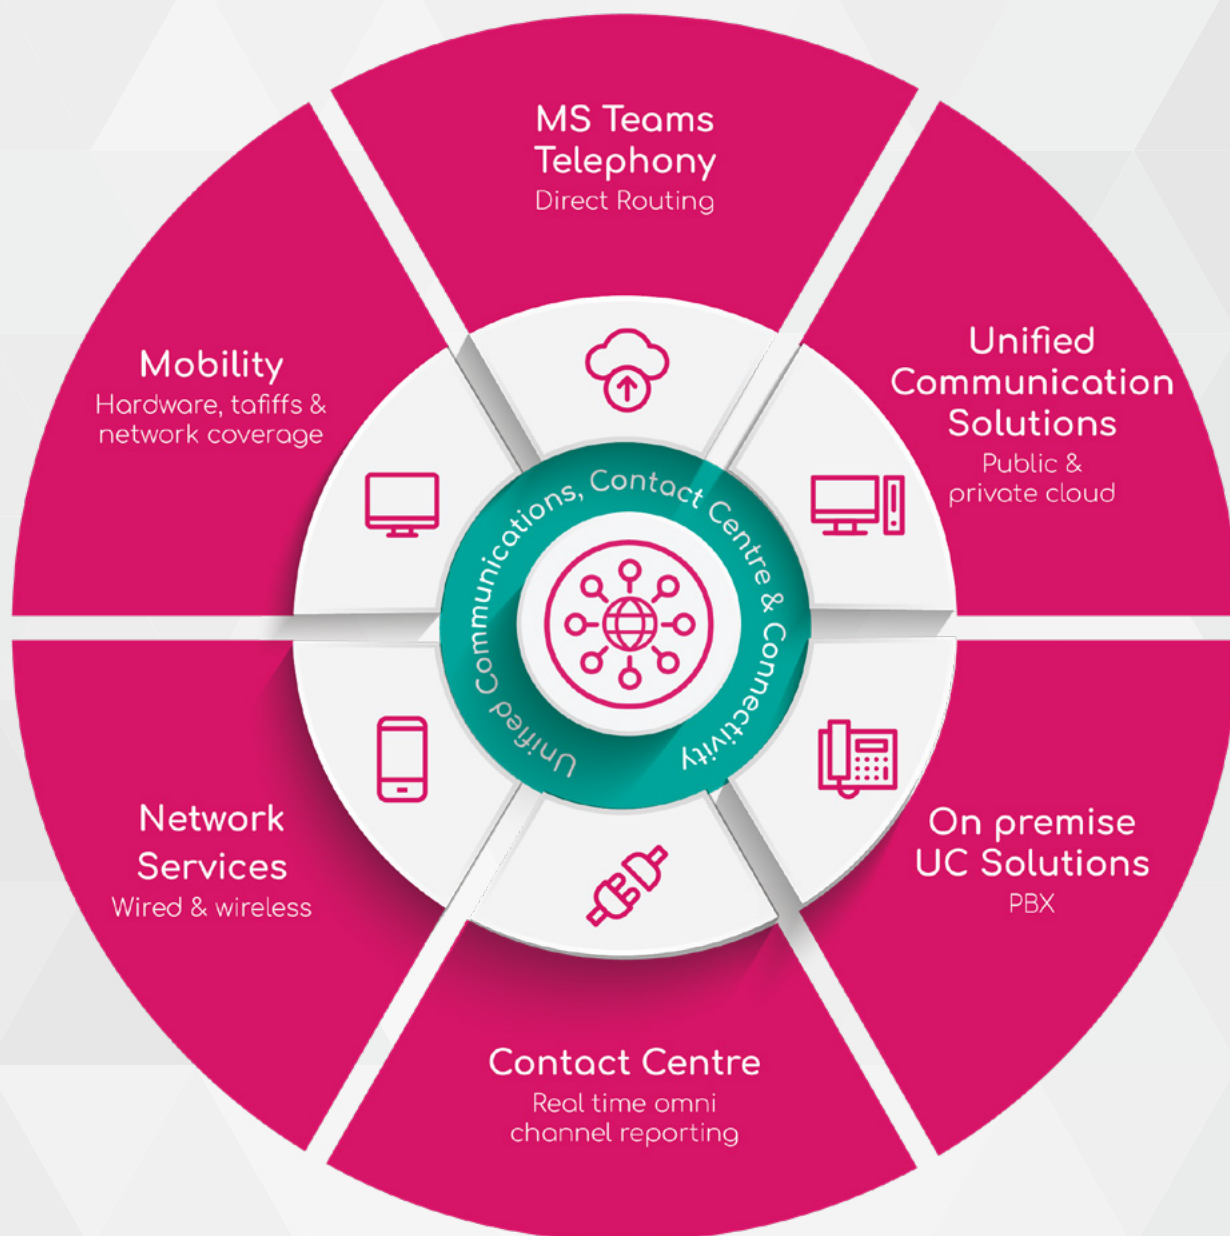 MS Teams
Telephony
Direct Routing
Unified
Communication
Solutions
Public &
private cloud
On premise
UC Solutions
PBX
Contact Centre
Real time omni
channel reporting
Network
Services
Wired & wireless
Mobility
Hardware, tafiffs &
network coverage
Unified Communications, Contact Centre & Connectivity